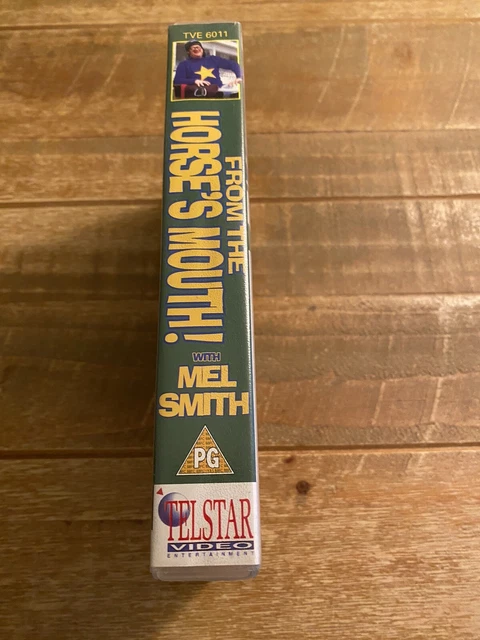 TVE 6011
FROM THE
HORSE'S MOUTH!
WITH
MEL
SMITH
PG
TELSTAR
VIDEO
ENTERTAINMENT